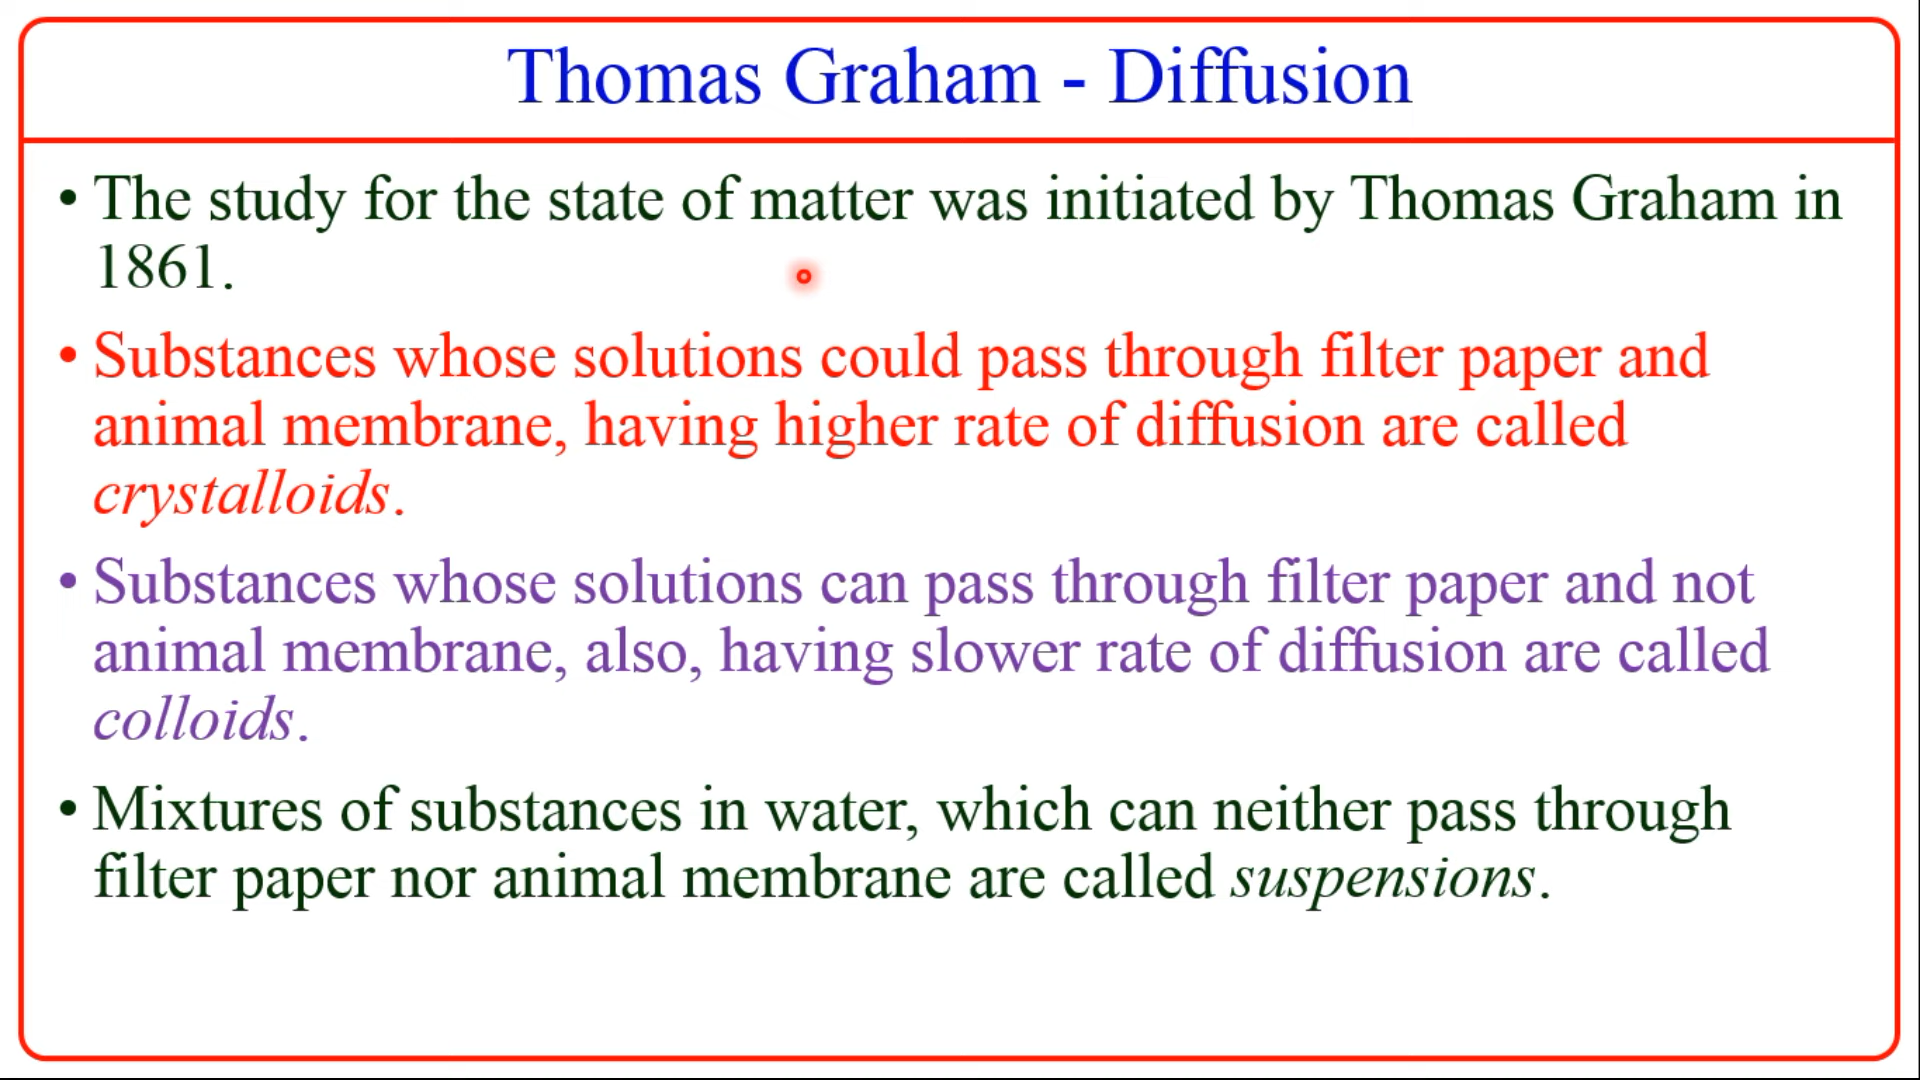 Thomas Graham - Diffusion
• The study for the state of matter was initiated by Thomas Graham in
1861.
• Substances whose solutions could pass through filter paper and
animal membrane, having higher rate of diffusion are called
crystalloids.
• Substances whose solutions can pass through filter paper and not
animal membrane, also, having slower rate of diffusion are called
colloids.
• Mixtures of substances in water, which can neither pass through
filter paper nor animal membrane are called suspensions.